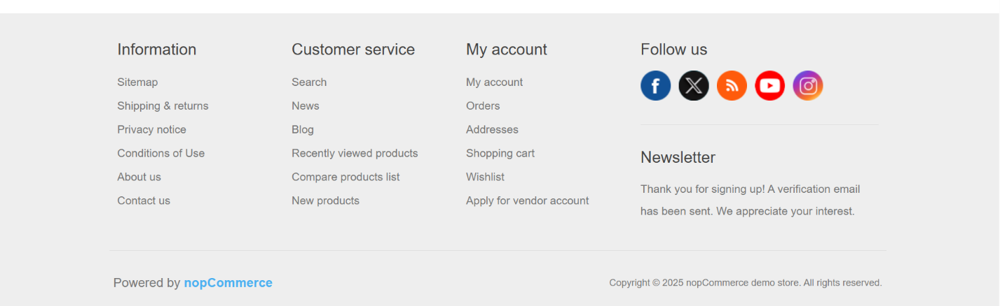 Information
Sitemap
Shipping & returns
Privacy notice
Conditions of Use
About us
Contact us
Customer service
Search
News
Blog
Recently viewed products
Compare products list
New products
My account
My account
Orders
Addresses
Shopping cart
Wishlist
Apply for vendor account
Follow us
Newsletter
Thank you for signing up! A verification email
has been sent. We appreciate your interest.
Powered by nopCommerce
Copyright © 2025 nopCommerce demo store. All rights reserved.